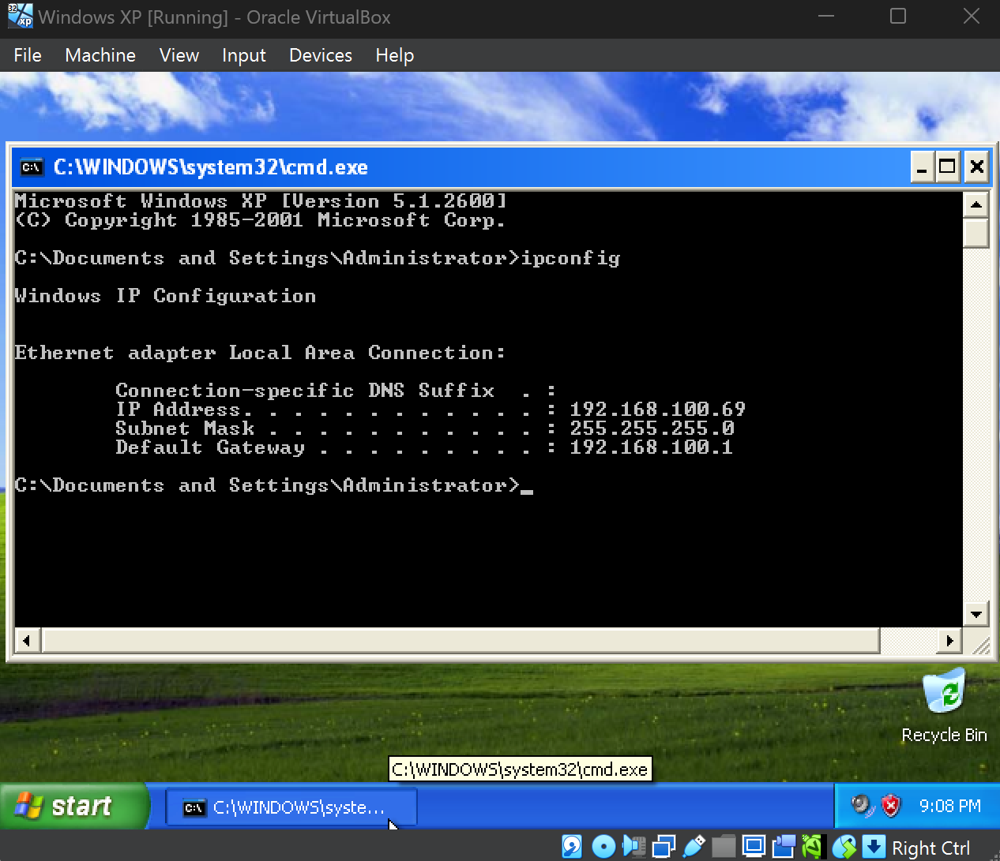 Windows XP [Running] - Oracle VirtualBox
File Machine View Input Devices Help
C:\WINDOWS\system32\cmd.exe
Microsoft Windows XP [Version 5.1.2600]
(C) Copyright 1985-2001 Microsoft Corp.
C:\Documents and Settings\Administrator>ipconfig
Windows IP Configuration
Ethernet adapter Local Area Connection:
Connection-specific DNS Suffix  . :
IP Address. . . . . . . . . . . . : 192.168.100.69
Subnet Mask . . . . . . . . . . . : 255.255.255.0
Default Gateway . . . . . . . . . : 192.168.100.1
C:\Documents and Settings\Administrator>_
Recycle Bin
C:\WINDOWS\system32\cmd.exe
start
C:\WINDOWS\syste...
9:08 PM
Right Ctrl